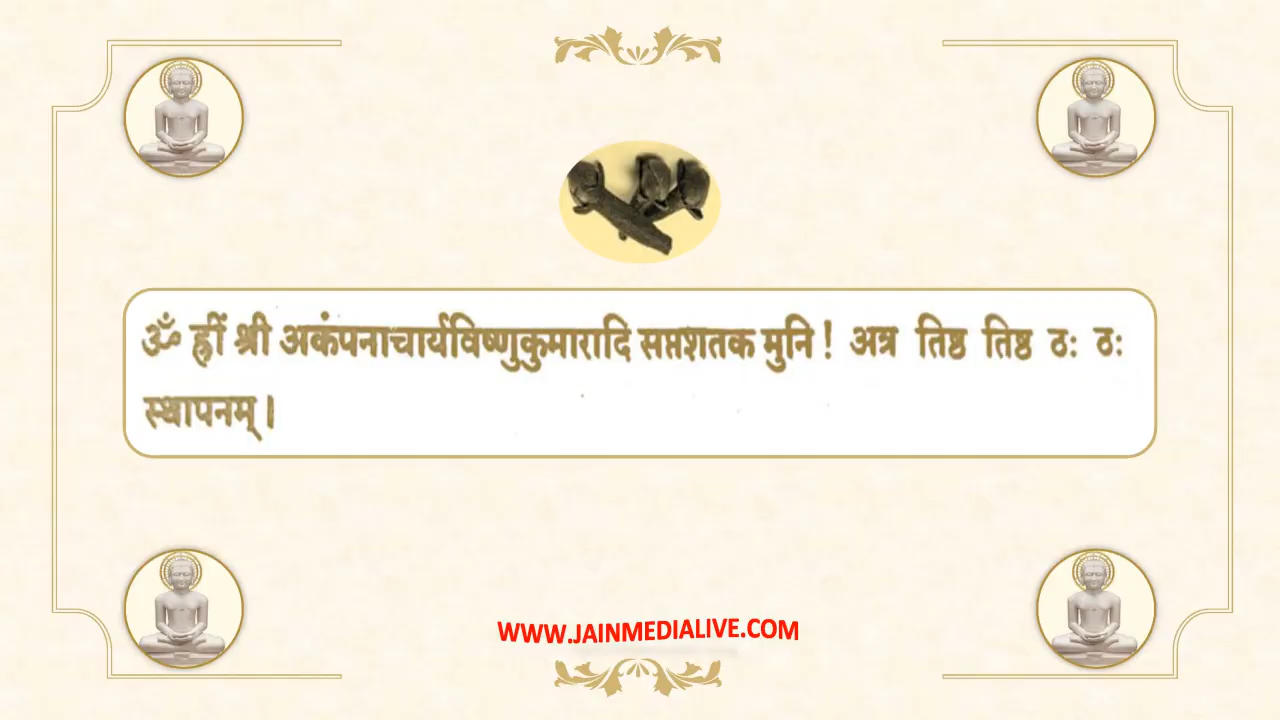 ॐ ह्रीं श्री अकंपनाचार्यविष्णुकुमारादि सप्तशतक मुनि ! अत्र तिष्ठ तिष्ठ ठः ठः
स्थापनम् ।
WWW.JAINMEDIALIVE.COM